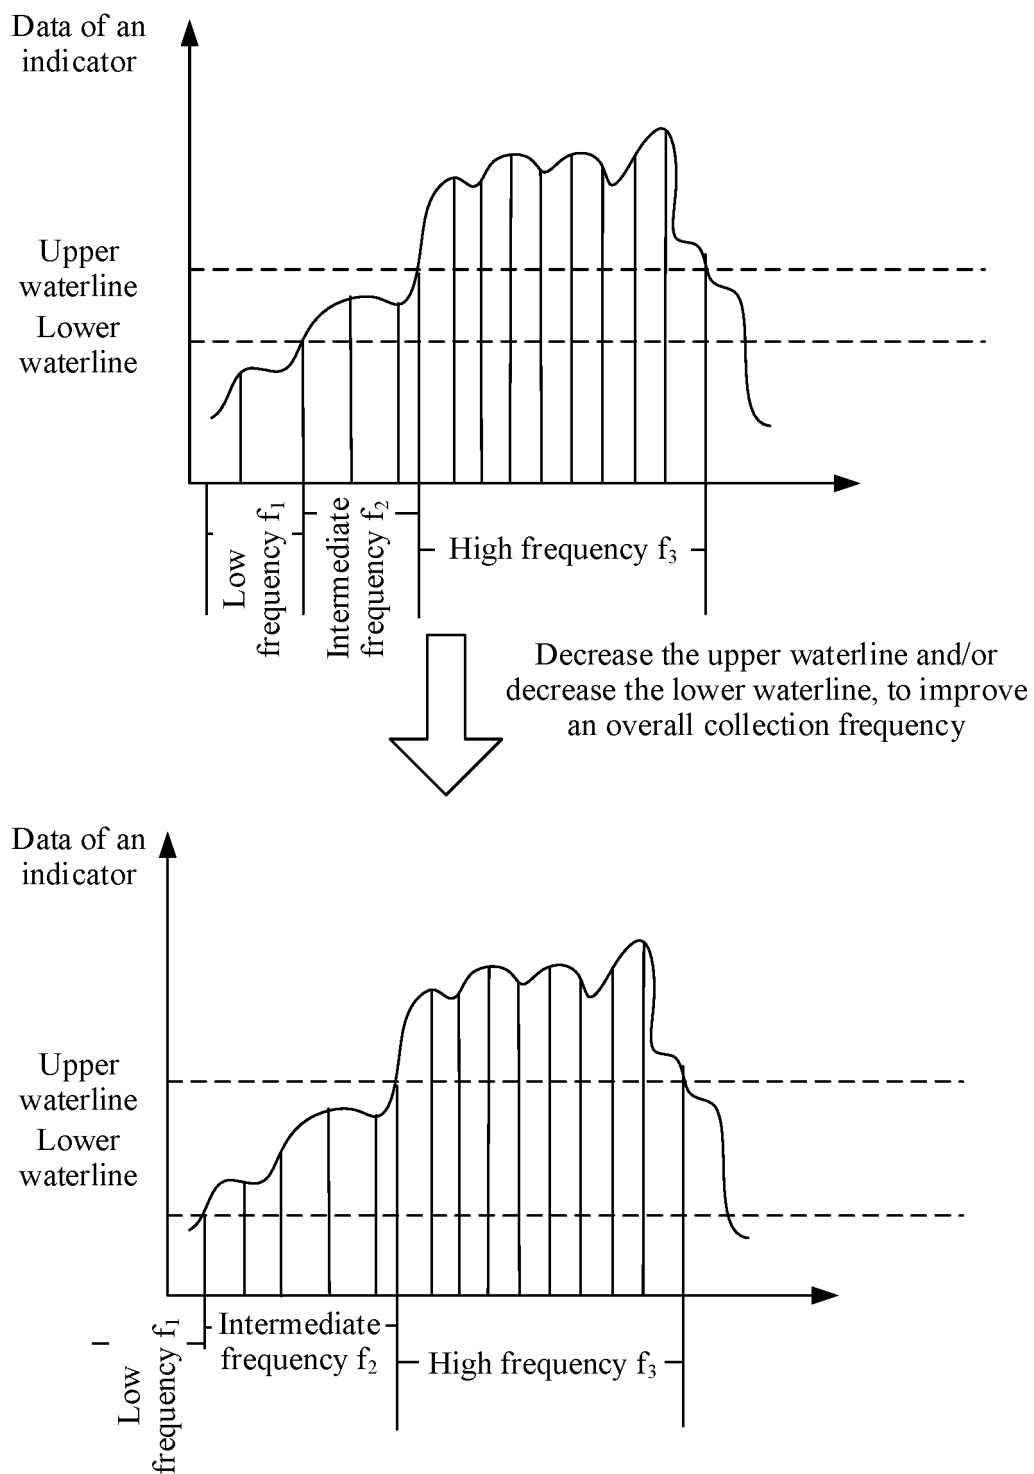 Data of an
indicator
Upper
waterline
Lower
waterline
Low
frequency f₁
Intermediate
frequency f₂
High frequency f₃
Decrease the upper waterline and/or
decrease the lower waterline, to improve
an overall collection frequency
Data of an
indicator
Upper
waterline
Lower
waterline
Low
frequency f₁
Intermediate
frequency f₂
High frequency f₃